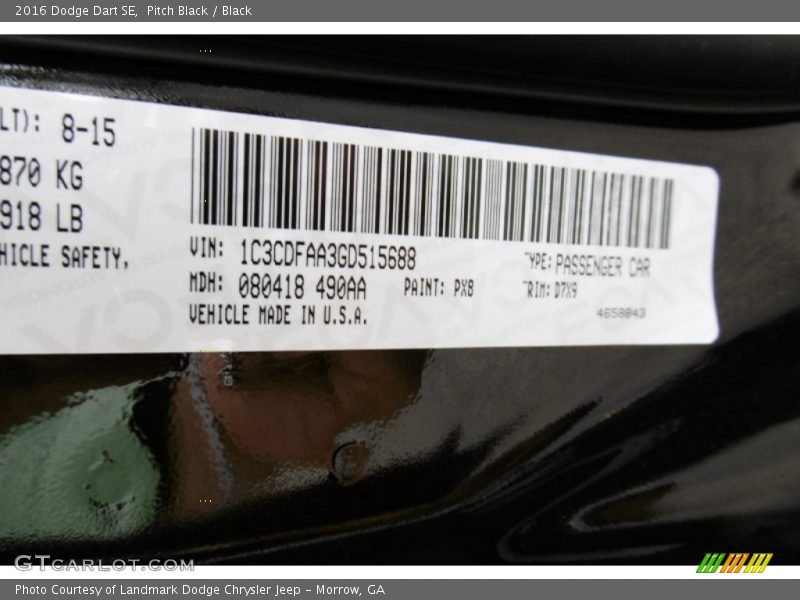 2016 Dodge Dart SE, Pitch Black / Black
LT): 8-15
870 KG
918 LB
HICLE SAFETY,
VIN: 1C3CDFAA3GD515688
YPE: PASSENGER CAR
MDH: 080418 490AA
PAINT: PX8
RIM: D7X9
VEHICLE MADE IN U.S.A.
4658843
GTCARLOT.COM
Photo Courtesy of Landmark Dodge Chrysler Jeep - Morrow, GA